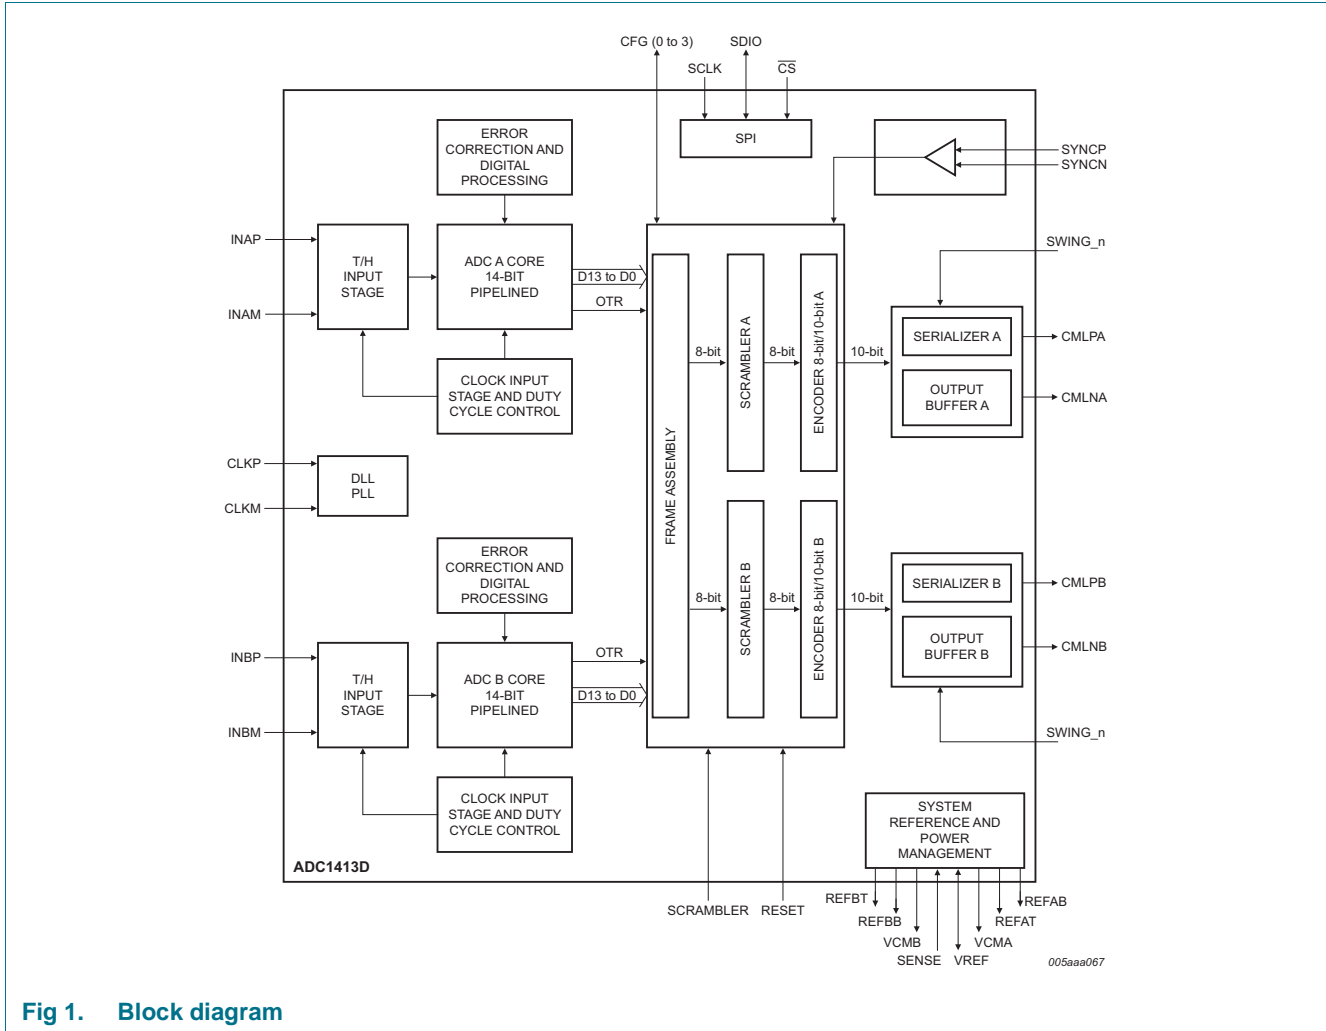 CFG (0 to 3)
SDIO
SCLK
CS
SPI
SYNCP
SYNCN
ERROR
CORRECTION AND
DIGITAL
PROCESSING
INAP
INAM
T/H
INPUT
STAGE
ADC A CORE
14-BIT
PIPELINED
D13 to D0
OTR
CLOCK INPUT
STAGE AND DUTY
CYCLE CONTROL
CLKP
CLKM
DLL
PLL
FRAME ASSEMBLY
8-bit
SCRAMBLER A
8-bit
ENCODER 8-bit/10-bit A
10-bit
SWING_n
SERIALIZER A
OUTPUT
BUFFER A
CMLPA
CMLNA
ERROR
CORRECTION AND
DIGITAL
PROCESSING
INBP
INBM
T/H
INPUT
STAGE
ADC B CORE
14-BIT
PIPELINED
OTR
D13 to D0
CLOCK INPUT
STAGE AND DUTY
CYCLE CONTROL
8-bit
SCRAMBLER B
8-bit
ENCODER 8-bit/10-bit B
10-bit
SERIALIZER B
OUTPUT
BUFFER B
CMLPB
CMLNB
SWING_n
SYSTEM
REFERENCE AND
POWER
MANAGEMENT
ADC1413D
SCRAMBLER
RESET
REFBT
REFBB
VCMB
SENSE
VREF
VCMA
REFAT
REFAB
005aaa067
Fig 1. Block diagram